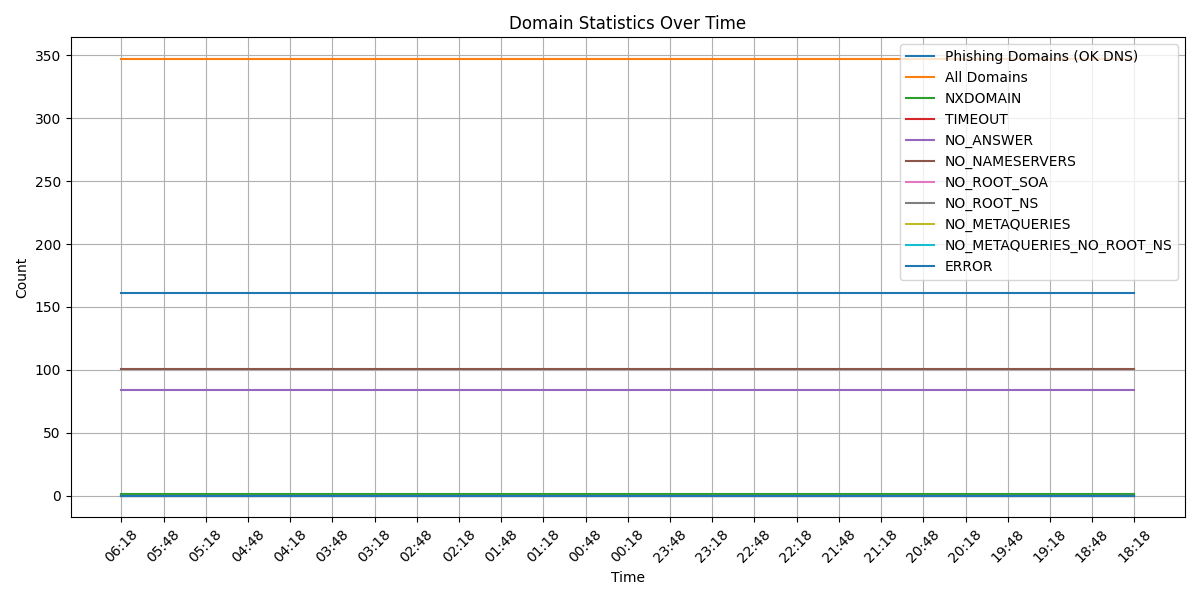 Domain Statistics Over Time
350
300
250
200
150
100
50
0
Count
Phishing Domains (OK DNS)
All Domains
NXDOMAIN
TIMEOUT
NO_ANSWER
NO_NAMESERVERS
NO_ROOT_SOA
NO_ROOT_NS
NO_METAQUERIES
NO_METAQUERIES_NO_ROOT_NS
ERROR
06:18 05:48 05:18 04:48 04:18 03:48 03:18 02:48 02:18 01:48 01:18 00:48 00:18 23:48 23:18 22:48 22:18 21:48 21:18 20:48 20:18 19:48 19:18 18:48 18:18
Time